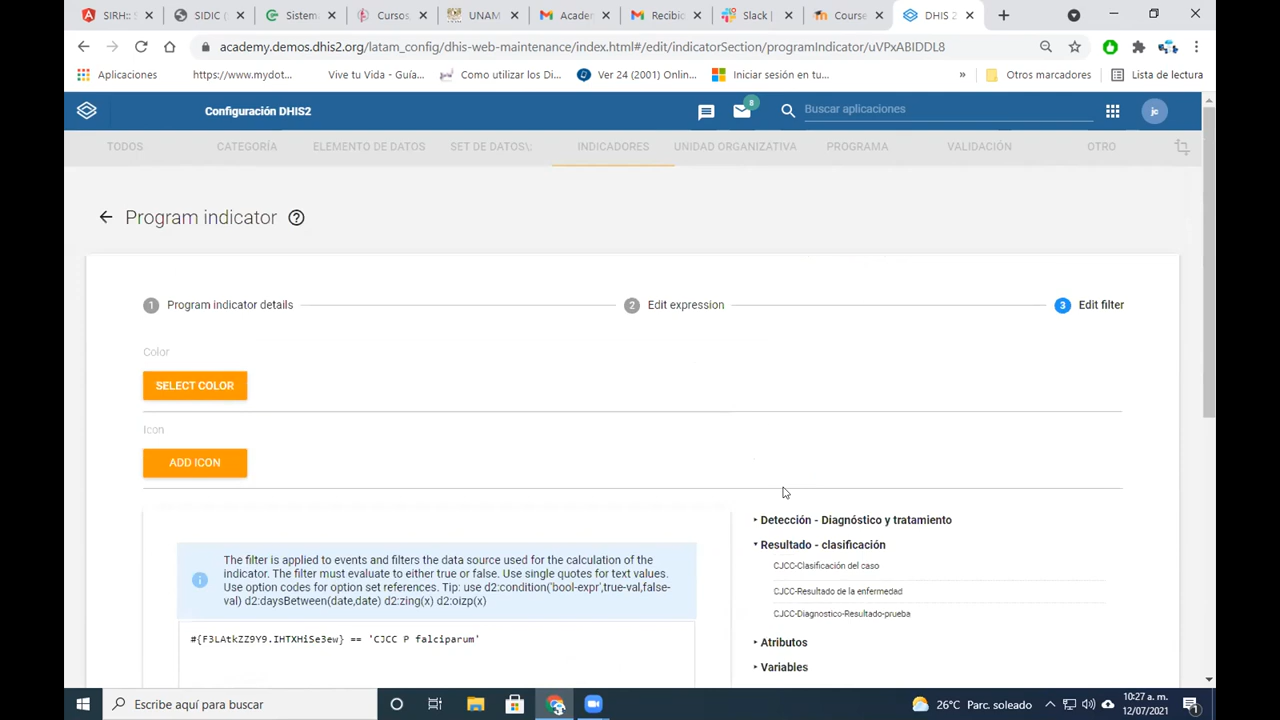 SIRH:: S
SIDIC (
Sistema
Cursos,
UNAM
Acaden
Recibic
Slack |
Course
DHIS 2
academy.demos.dhis2.org/latam_config/dhis-web-maintenance/index.html#/edit/indicatorSection/programIndicator/uVPxABIDDL8
Aplicaciones
https://www.mydot...
Vive tu Vida - Guía...
Como utilizar los Di...
Ver 24 (2001) Onlin...
Iniciar sesión en tu...
»
Otros marcadores
Lista de lectura
Configuración DHIS2
8
Buscar aplicaciones
jc
TODOS
CATEGORÍA
ELEMENTO DE DATOS
SET DE DATOS\:
INDICADORES
UNIDAD ORGANIZATIVA
PROGRAMA
VALIDACIÓN
OTRO
Program indicator
1 Program indicator details
2 Edit expression
3 Edit filter
Color
SELECT COLOR
Icon
ADD ICON
The filter is applied to events and filters the data source used for the calculation of the
indicator. The filter must evaluate to either true or false. Use single quotes for text values.
Use option codes for option set references. Tip: use d2:condition('bool-expr',true-val,false-
val) d2:daysBetween(date,date) d2:zing(x) d2:oizp(x)
#{F3LAtkZZ9Y9.IHTXHiSe3ew} == 'CJCC P falciparum'
Detección - Diagnóstico y tratamiento
Resultado - clasificación
CJCC-Clasificación del caso
CJCC-Resultado de la enfermedad
CJCC-Diagnostico-Resultado-prueba
Atributos
Variables
Escribe aquí para buscar
26°C Parc. soleado
10:27 a. m.
12/07/2021
1